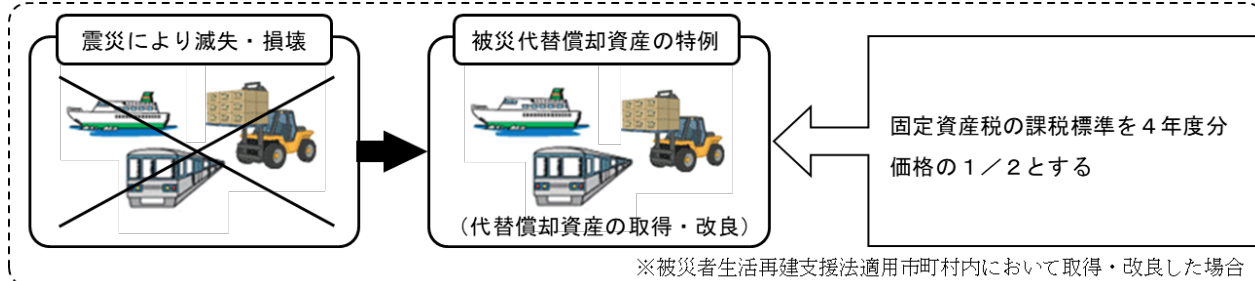 震災により滅失・損壊
被災代替償却資産の特例
(代替償却資産の取得・改良)
固定資産税の課税標準を4年度分
価格の1/2とする
※被災者生活再建支援法適用市町村内において取得・改良した場合